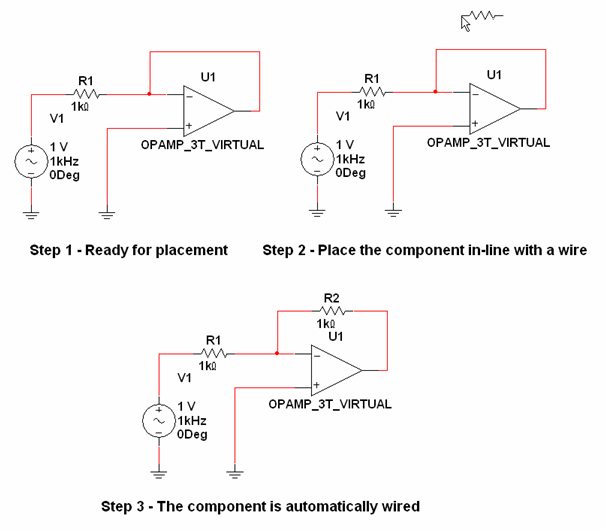 R1
1kΩ
U1
V1
1 V
1kHz
0Deg
OPAMP_3T_VIRTUAL
Step 1 - Ready for placement
R1
1kΩ
U1
V1
1 V
1kHz
0Deg
OPAMP_3T_VIRTUAL
Step 2 - Place the component in-line with a wire
R2
1kΩ
U1
R1
1kΩ
V1
1 V
1kHz
0Deg
OPAMP_3T_VIRTUAL
Step 3 - The component is automatically wired